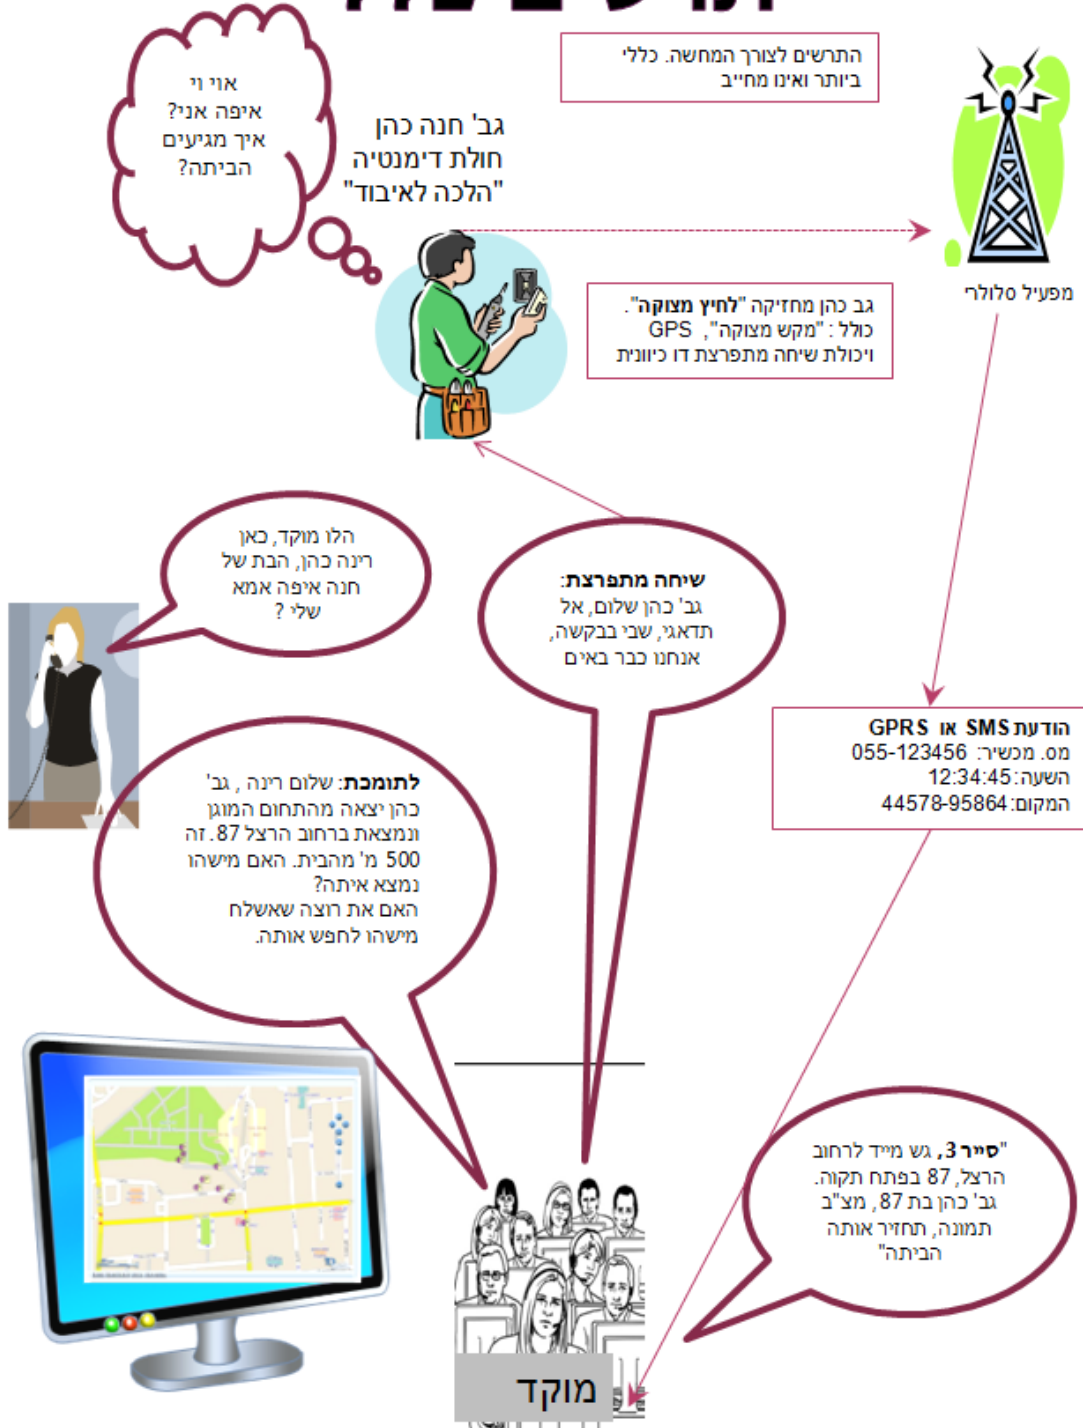 התרשים לצורך המחשה. כללי
ביותר ואינו מחייב
אוי וי
איפה אני?
איך מגיעים
הביתה?
גב' חנה כהן
חולת דימנטיה
"הלכה לאיבוד"
מפעיל סלולרי
גב כהן מחזיקה "לחיץ מצוקה".
כולל : "מקש מצוקה", GPS
ויכולת שיחה מתפרצת דו כיוונית
הלו מוקד, כאן
רינה כהן, הבת של
חנה איפה אמא
שלי ?
שיחה מתפרצת:
גב' כהן שלום, אל
תדאגי, שבי בבקשה,
אנחנו כבר באים
הודעת SMS או GPRS
מס. מכשיר: 055-123456
השעה: 12:34:45
המקום: 44578-95864
לתומכת: שלום רינה , גב'
כהן יצאה מהתחום המוגן
ונמצאת ברחוב הרצל 87. זה
500 מ' מהבית. האם מישהו
נמצא איתה?
האם את רוצה שאשלח
מישהו לחפש אותה.
"סייר 3, גש מייד לרחוב
הרצל, 87 בפתח תקוה.
גב' כהן בת 87, מצ"ב
תמונה, תחזיר אותה
הביתה"
מוקד